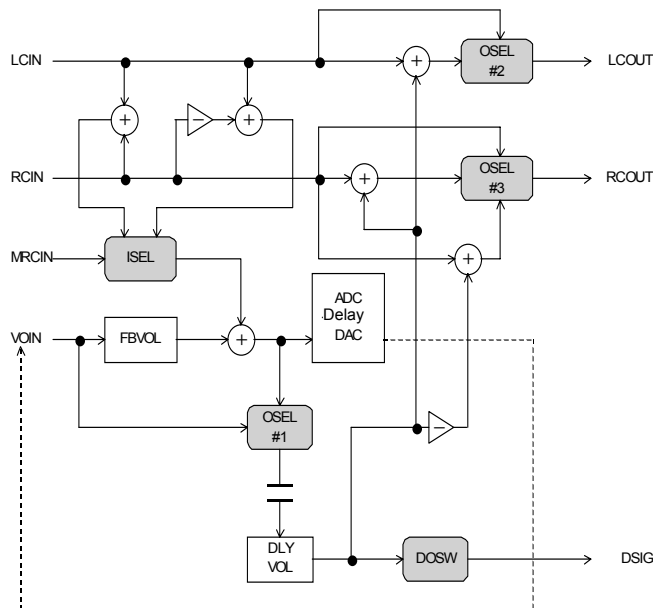 LCIN
OSEL
#2
LCOUT
+
+
−
+
RCIN
+
OSEL
#3
RCOUT
MRCIN
ISEL
+
ADC
Delay
DAC
VOIN
FBVOL
+
OSEL
#1
−
DLY
VOL
DOSW
DSIG